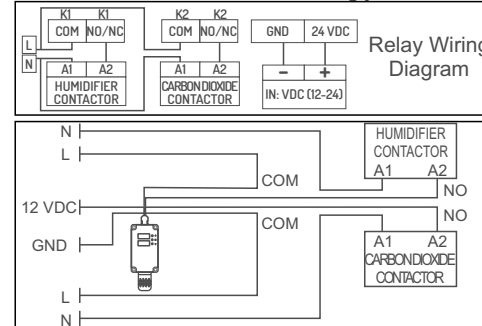 K1 K1 K2 K2
L COM NO/NC COM NO/NC GND 24 VDC
N A1 A2 A1 A2 - +
HUMIDIFIER CONTACTOR CARBONDIOXIDE CONTACTOR IN: VDC (12-24)
Relay Wiring
Diagram
N HUMIDIFIER
L CONTACTOR
A1 A2
COM NO
12 VDC COM NO
GND A1 A2
CARBONDIOXIDE
L CONTACTOR
N